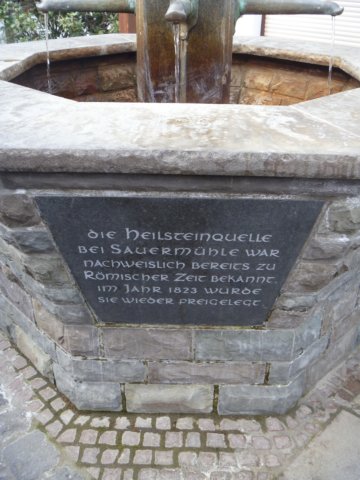 Die Heilsteinquelle
bei Sauermühle war
nachweislich bereits zu
Römischer Zeit bekannt.
im Jahr 1823 wurde
sie wieder freigelegt.